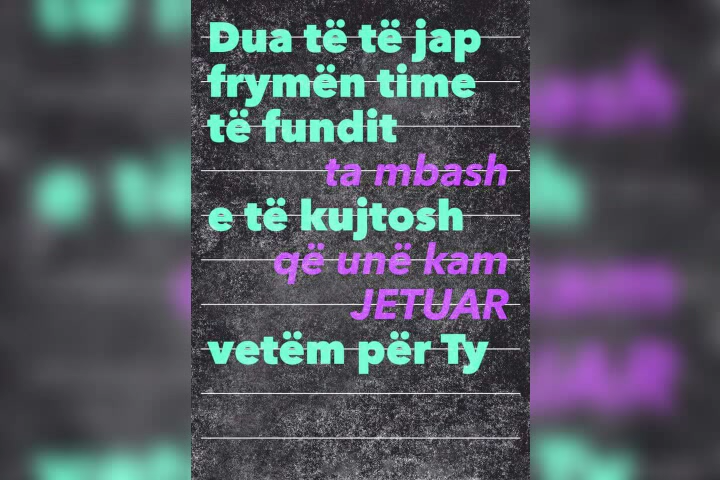 Dua të të jap
frymën time
të fundit
ta mbash
e të kujtosh
që unë kam
JETUAR
vetëm për Ty